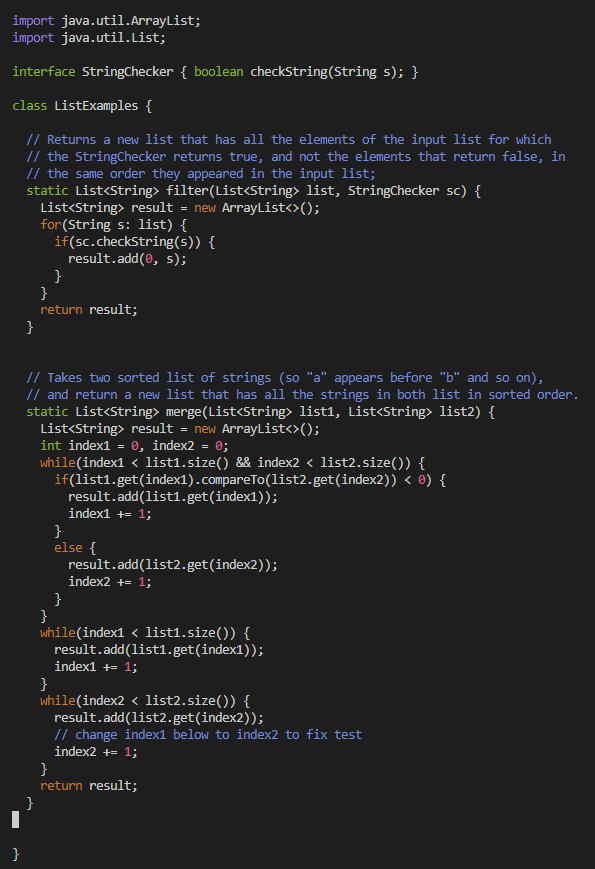 import java.util.ArrayList;
import java.util.List;

interface StringChecker { boolean checkString(String s); }

class ListExamples {

  // Returns a new list that has all the elements of the input list for which
  // the StringChecker returns true, and not the elements that return false, in
  // the same order they appeared in the input list;
  static List<String> filter(List<String> list, StringChecker sc) {
    List<String> result = new ArrayList<>();
    for(String s: list) {
      if(sc.checkString(s)) {
        result.add(0, s);
      }
    }
    return result;
  }


  // Takes two sorted list of strings (so "a" appears before "b" and so on),
  // and return a new list that has all the strings in both list in sorted order.
  static List<String> merge(List<String> list1, List<String> list2) {
    List<String> result = new ArrayList<>();
    int index1 = 0, index2 = 0;
    while(index1 < list1.size() && index2 < list2.size()) {
      if(list1.get(index1).compareTo(list2.get(index2)) < 0) {
        result.add(list1.get(index1));
        index1 += 1;
      }
      else {
        result.add(list2.get(index2));
        index2 += 1;
      }
    }
    while(index1 < list1.size()) {
      result.add(list1.get(index1));
      index1 += 1;
    }
    while(index2 < list2.size()) {
      result.add(list2.get(index2));
      // change index1 below to index2 to fix test
      index2 += 1;
    }
    return result;
  }


}